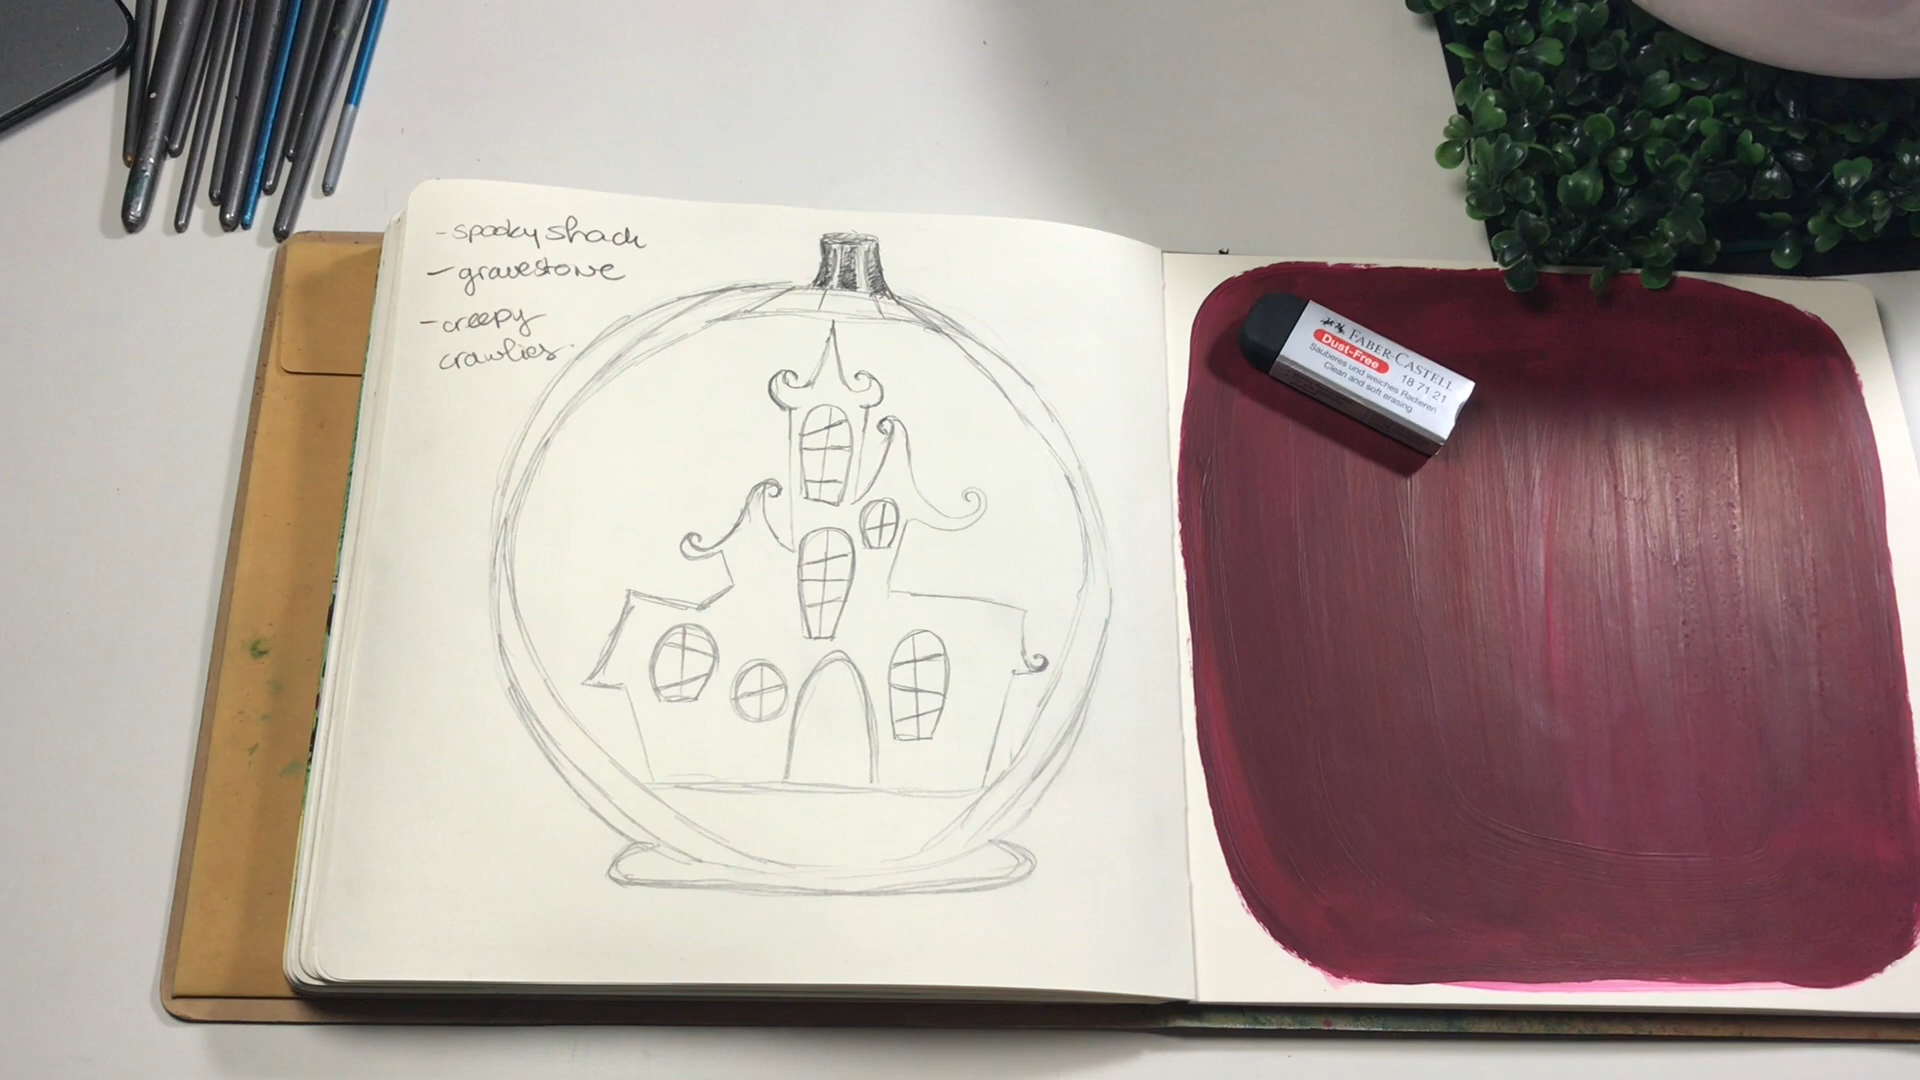 - spooky shack
- gravestone
- creepy
crawlies.
FABER-CASTELL
Dust-Free 18 71 21
Sauberes und weiches Radieren
Clean and soft erasing